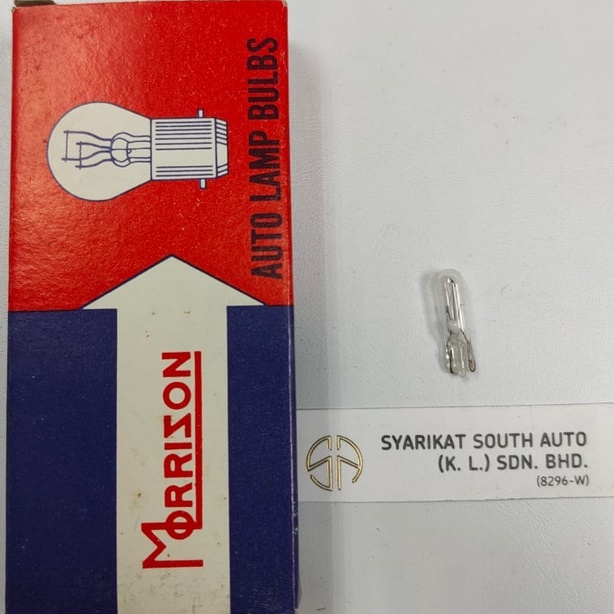 AUTO LAMP BULBS
MORRISON
SYARIKAT SOUTH AUTO
(K. L.) SDN. BHD.
(8296-W)